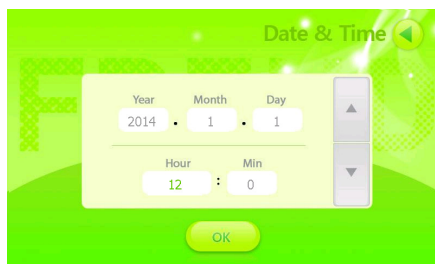 Date & Time
Year Month Day
2014 . 1 . 1
Hour Min
12 : 0
OK